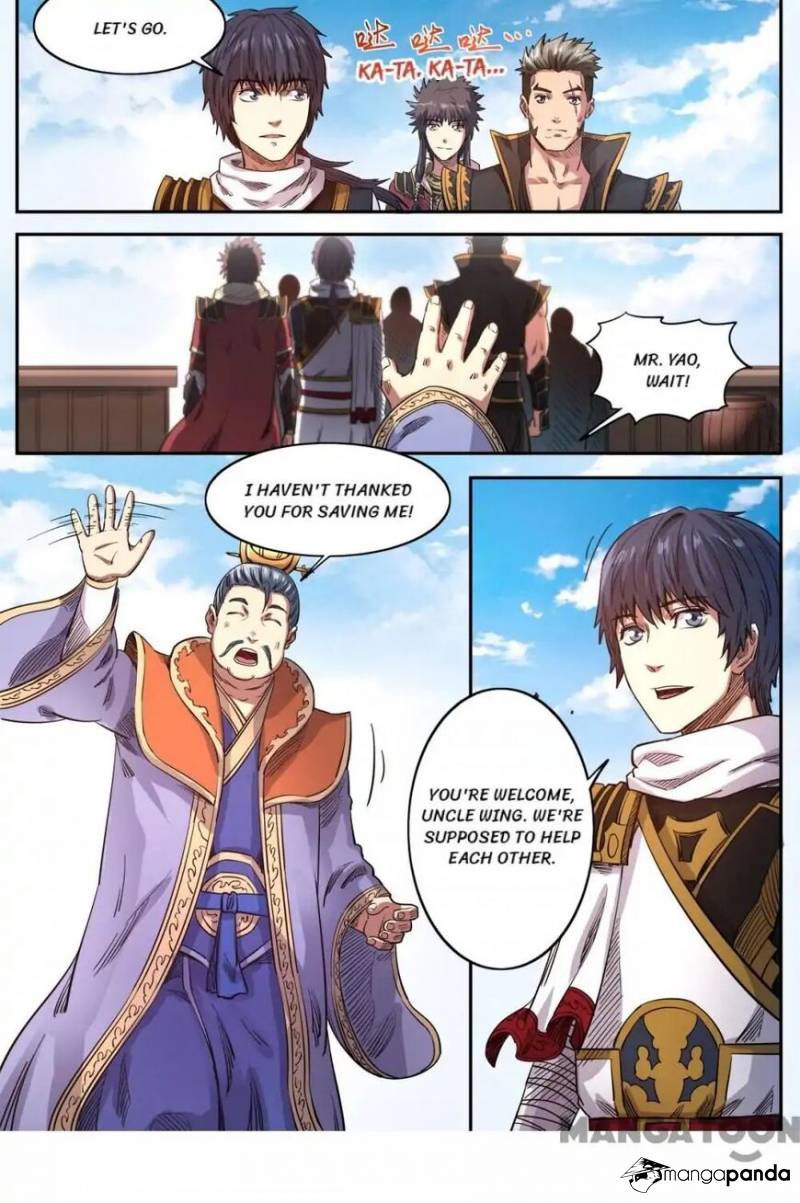 LET'S GO.
哒 哒 哒...
KA-TA, KA-TA...
MR. YAO,
WAIT!
I HAVEN'T THANKED
YOU FOR SAVING ME!
YOU'RE WELCOME,
UNCLE WING. WE'RE
SUPPOSED TO HELP
EACH OTHER.
MANGATOON
mangapanda